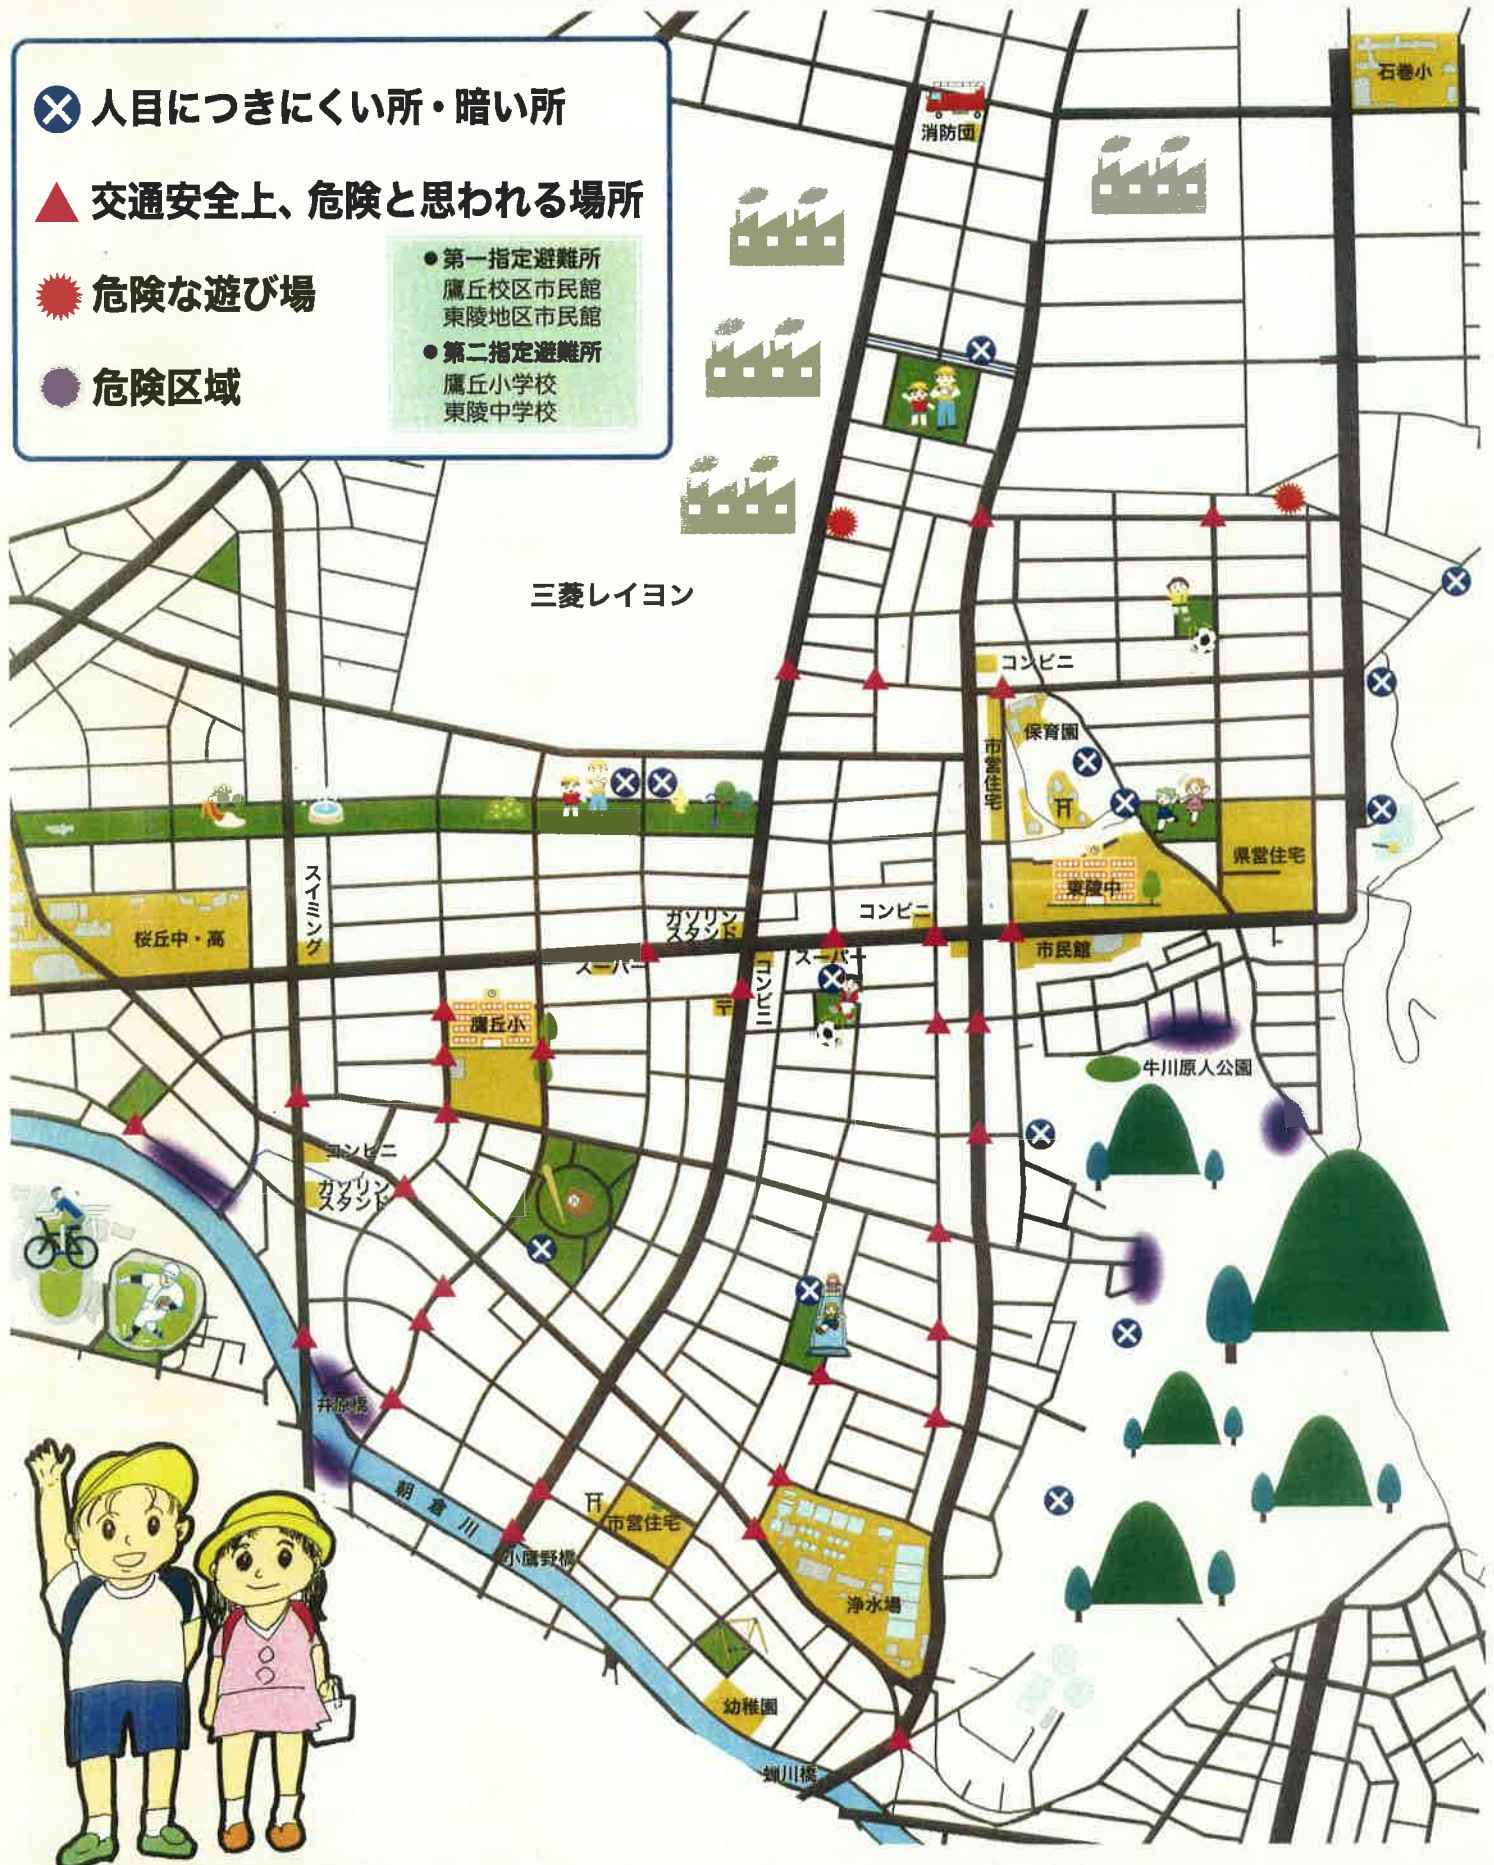 人目につきにくい所・暗い所
交通安全上、危険と思われる場所
危険な遊び場
危険区域
●第一指定避難所
鷹丘校区市民館
東陵地区市民館
●第二指定避難所
鷹丘小学校
東陵中学校
石巻小
消防団
三菱レイヨン
コンビニ
保育園
市営住宅
県営住宅
東陵中
スイミング
桜丘中・高
ガソリン
スタンド
コンビニ
スーパー
スーパー
コンビニ
市民館
鷹丘小
牛川原人公園
コンビニ
ガソリン
スタンド
井原橋
朝倉川
市営住宅
小鷹野橋
浄水場
幼稚園
蝉川橋